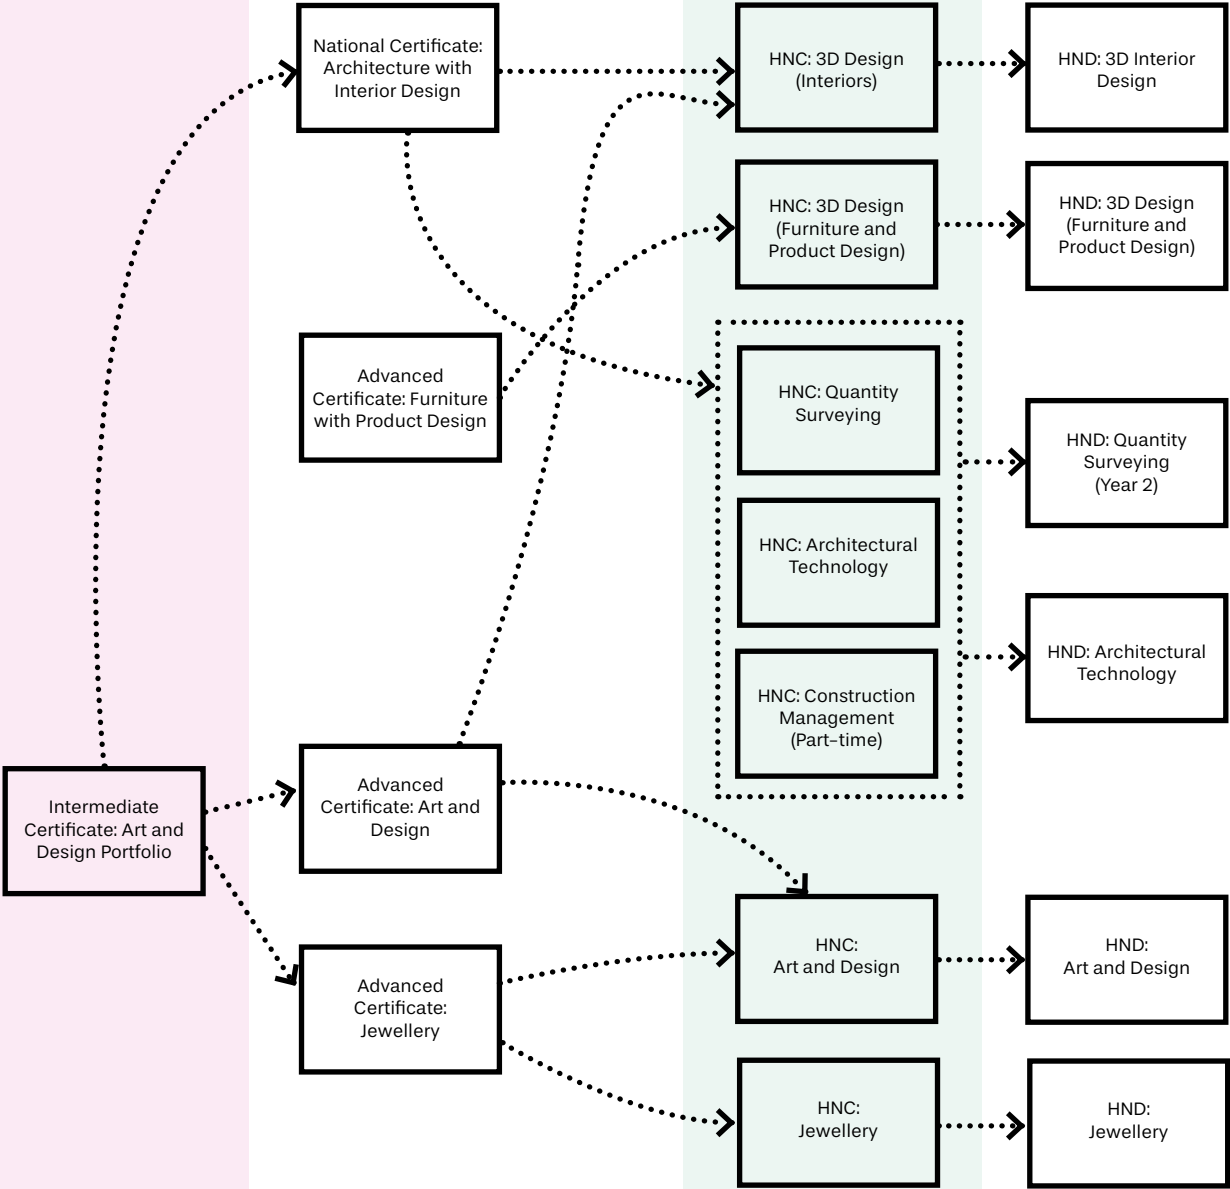 National Certificate:
Architecture with
Interior Design
HNC: 3D Design
(Interiors)
HND: 3D Interior
Design
HNC: 3D Design
(Furniture and
Product Design)
HND: 3D Design
(Furniture and
Product Design)
Advanced
Certificate: Furniture
with Product Design
HNC: Quantity
Surveying
HND: Quantity
Surveying
(Year 2)
HNC: Architectural
Technology
HND: Architectural
Technology
HNC: Construction
Management
(Part-time)
Intermediate
Certificate: Art and
Design Portfolio
Advanced
Certificate: Art and
Design
HNC:
Art and Design
HND:
Art and Design
Advanced
Certificate:
Jewellery
HNC:
Jewellery
HND:
Jewellery